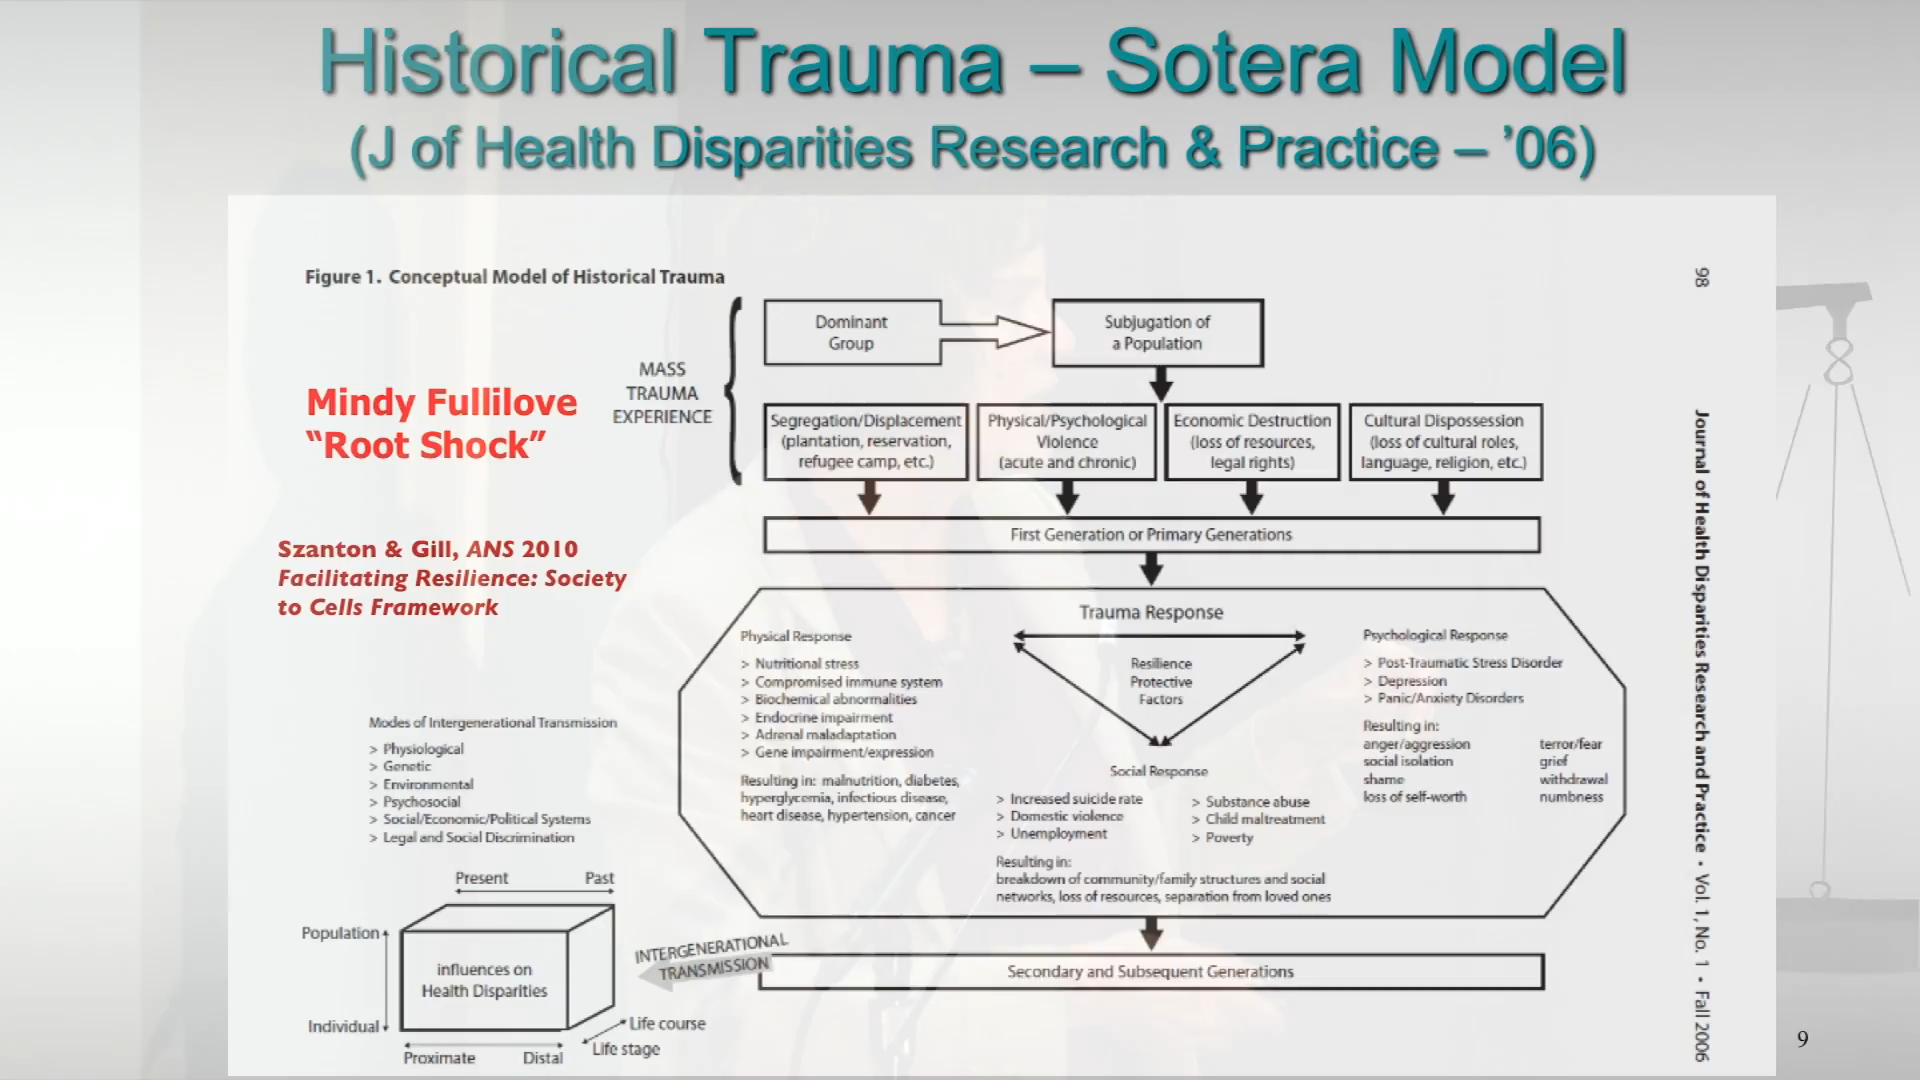 Historical Trauma – Sotera Model
(J of Health Disparities Research & Practice – ’06)
Figure 1. Conceptual Model of Historical Trauma
Mindy Fullilove
“Root Shock”
Szanton & Gill, ANS 2010
Facilitating Resilience: Society
to Cells Framework
MASS
TRAUMA
EXPERIENCE
Dominant
Group
Subjugation of
a Population
Segregation/Displacement
(plantation, reservation,
refugee camp, etc.)
Physical/Psychological
Violence
(acute and chronic)
Economic Destruction
(loss of resources,
legal rights)
Cultural Dispossession
(loss of cultural roles,
language, religion, etc.)
First Generation or Primary Generations
Trauma Response
Physical Response
> Nutritional stress
> Compromised immune system
> Biochemical abnormalities
> Endocrine impairment
> Adrenal maladaptation
> Gene impairment/expression
Resulting in: malnutrition, diabetes,
hyperglycemia, infectious disease,
heart disease, hypertension, cancer
Resilience
Protective
Factors
Social Response
> Increased suicide rate
> Domestic violence
> Unemployment
> Substance abuse
> Child maltreatment
> Poverty
Resulting in:
breakdown of community/family structures and social
networks, loss of resources, separation from loved ones
Psychological Response
> Post-Traumatic Stress Disorder
> Depression
> Panic/Anxiety Disorders
Resulting in:
anger/aggression
social isolation
shame
loss of self-worth
terror/fear
grief
withdrawal
numbness
Secondary and Subsequent Generations
INTERGENERATIONAL
TRANSMISSION
Modes of Intergenerational Transmission
> Physiological
> Genetic
> Environmental
> Psychosocial
> Social/Economic/Political Systems
> Legal and Social Discrimination
Present Past
Population
influences on
Health Disparities
Individual
Proximate Distal
Life course
Life stage
98
Journal of Health Disparities Research and Practice • Vol. 1, No. 1 • Fall 2006
9